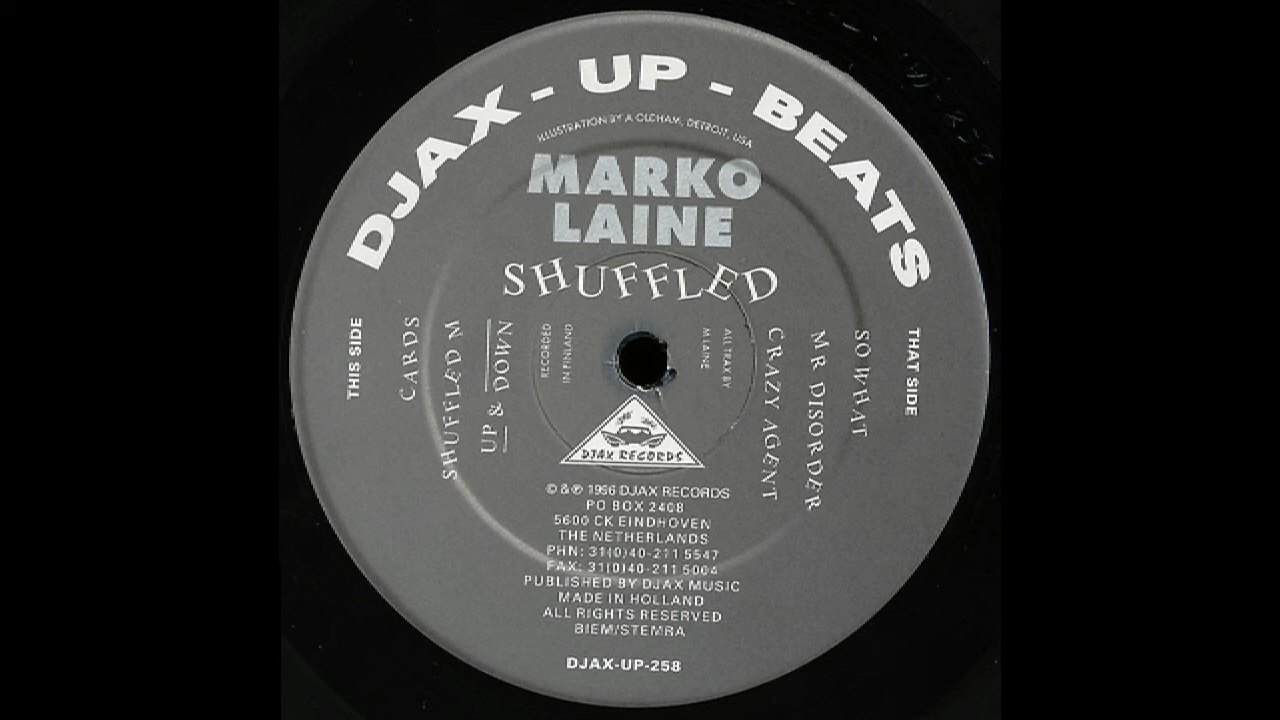 DJAX - UP - BEATS
ILLUSTRATION BY A OLDHAM, DETROIT, USA
MARKO
LAINE
SHUFFLED
THIS SIDE
CARDS
SHUFFLED M
UP & DOWN
RECORDED
IN FINLAND
ALL TRAX BY
M LAINE
CRAZY AGENT
MR DISORDER
SO WHAT
THAT SIDE
DJAX RECORDS
© & ℗ 1996 DJAX RECORDS
PO BOX 2408
5600 CK EINDHOVEN
THE NETHERLANDS
PHN: 31(0)40-211 5547
FAX: 31(0)40-211 5064
PUBLISHED BY DJAX MUSIC
MADE IN HOLLAND
ALL RIGHTS RESERVED
BIEM/STEMRA
DJAX-UP-258